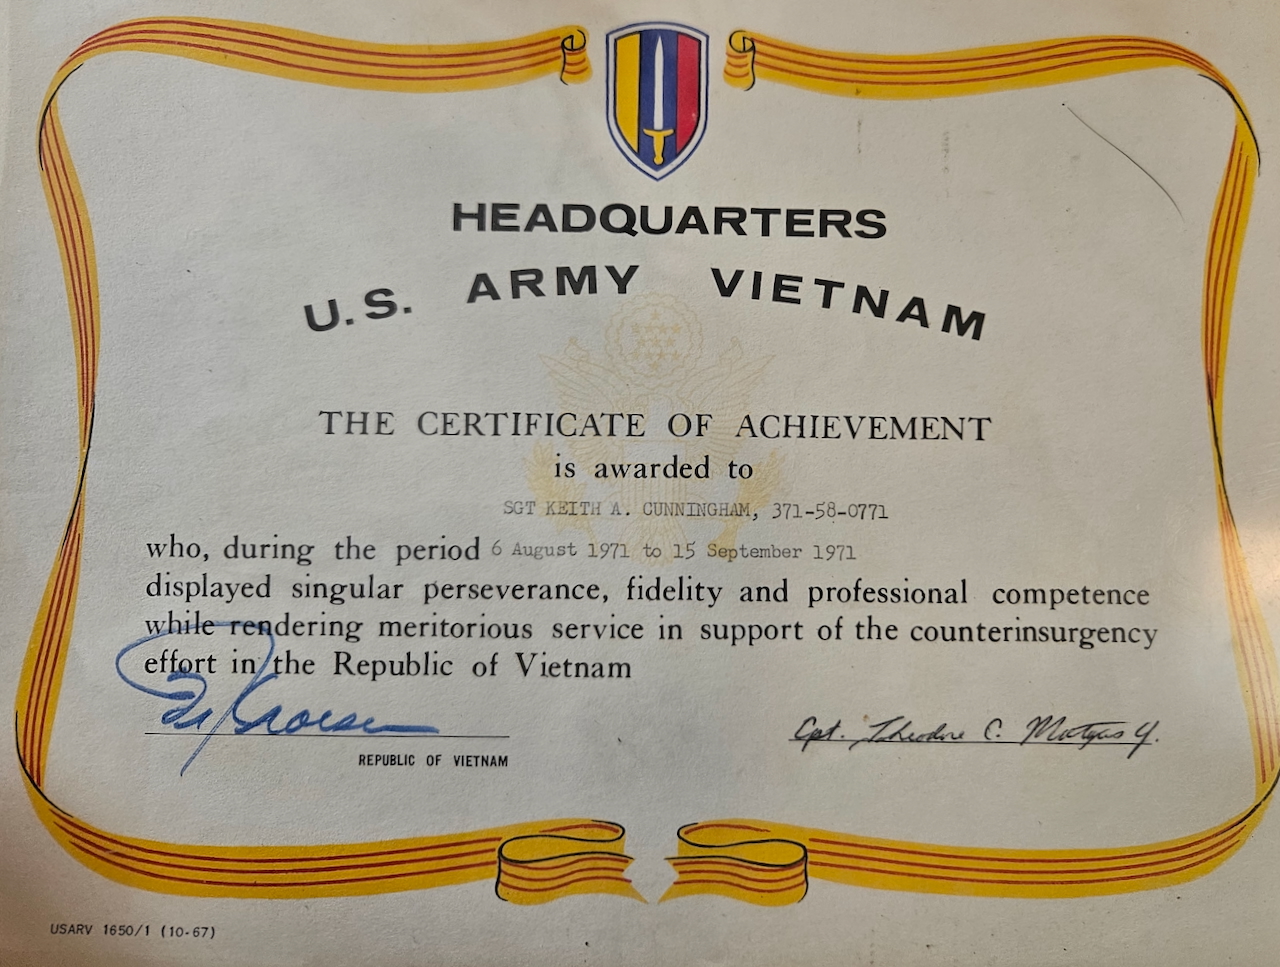 HEADQUARTERS
U.S. ARMY VIETNAM
THE CERTIFICATE OF ACHIEVEMENT
is awarded to
SGT KEITH A. CUNNINGHAM, 371-58-0771
who, during the period 6 August 1971 to 15 September 1971
displayed singular perseverance, fidelity and professional competence
while rendering meritorious service in support of the counterinsurgency
effort in the Republic of Vietnam
Cpt. Theodore C.
REPUBLIC OF VIETNAM
USARV 1650/1 (10-67)